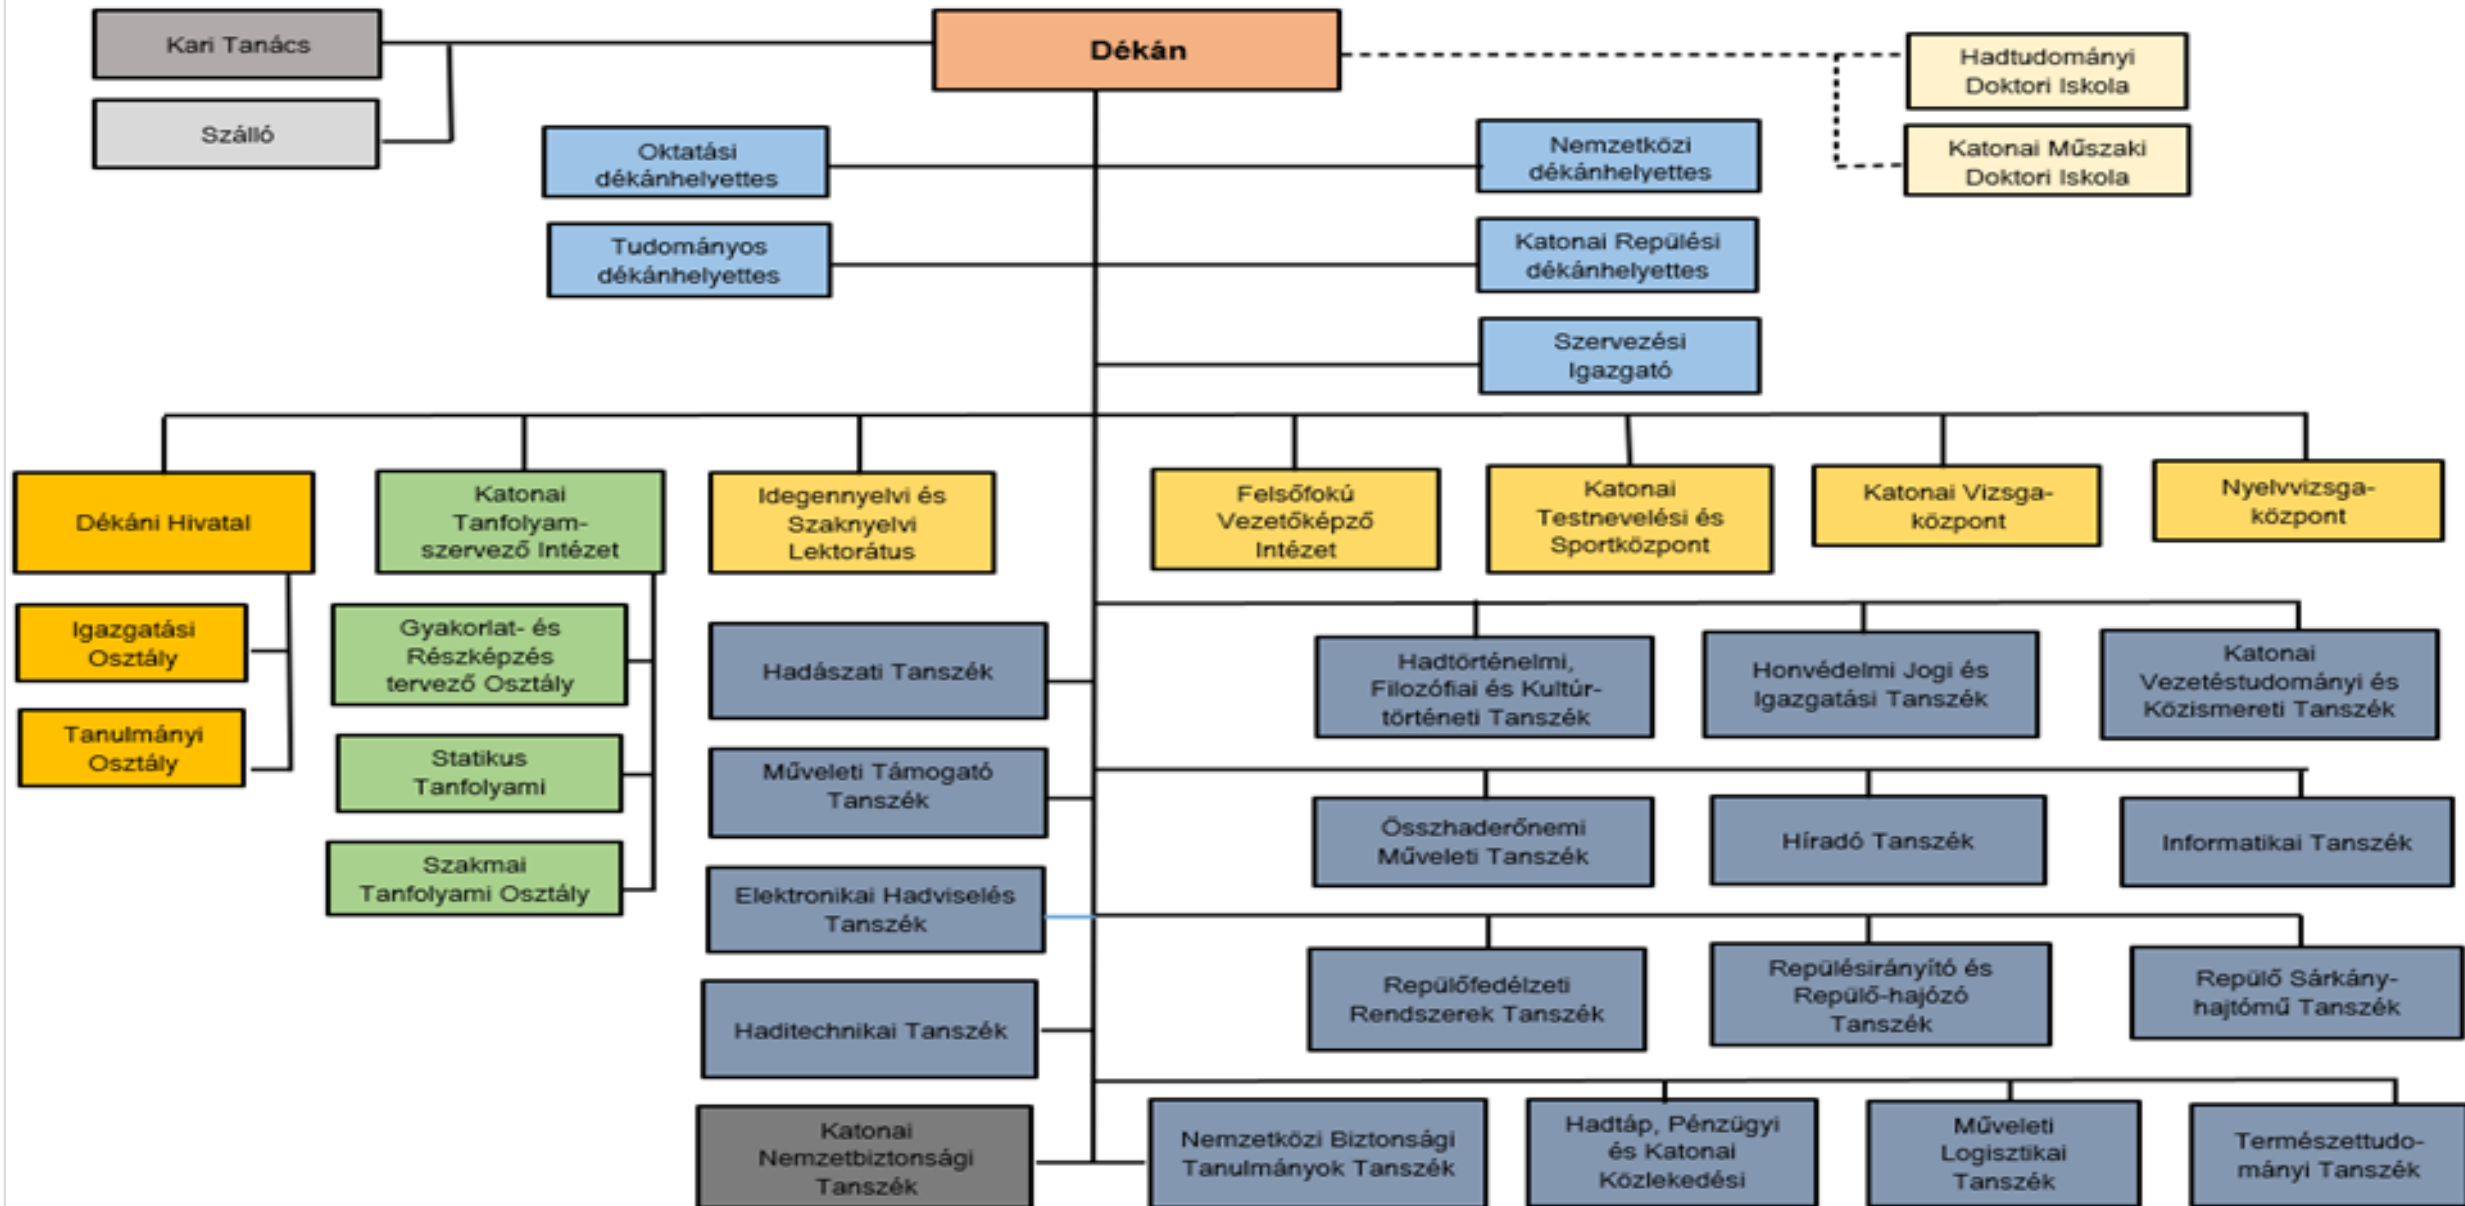 Kari Tanács
Szálló
Dékán
Hadtudományi
Doktori Iskola
Katonai Műszaki
Doktori Iskola
Oktatási
dékánhelyettes
Nemzetközi
dékánhelyettes
Tudományos
dékánhelyettes
Katonai Repülési
dékánhelyettes
Szervezési
Igazgató
Dékáni Hivatal
Katonai
Tanfolyam-
szervező Intézet
Idegennyelvi és
Szaknyelvi
Lektorátus
Felsőfokú
Vezetőképző
Intézet
Katonai
Testnevelési és
Sportközpont
Katonai Vizsga-
központ
Nyelvvizsga-
központ
Igazgatási
Osztály
Tanulmányi
Osztály
Gyakorlat- és
Részképzés
tervező Osztály
Statikus
Tanfolyami
Szakmai
Tanfolyami Osztály
Hadászati Tanszék
Hadtörténelmi,
Filozófiai és Kultúr-
történeti Tanszék
Honvédelmi Jogi és
Igazgatási Tanszék
Katonai
Vezetéstudományi és
Közismereti Tanszék
Műveleti Támogató
Tanszék
Összhaderőnemi
Műveleti Tanszék
Híradó Tanszék
Informatikai Tanszék
Elektronikai Hadviselés
Tanszék
Repülőfedélzeti
Rendszerek Tanszék
Repülésirányító és
Repülő-hajózó
Tanszék
Repülő Sárkány-
hajtómű Tanszék
Haditechnikai Tanszék
Katonai
Nemzetbiztonsági
Tanszék
Nemzetközi Biztonsági
Tanulmányok Tanszék
Hadtáp, Pénzügyi
és Katonai
Közlekedési
Műveleti
Logisztikai
Tanszék
Természettudo-
mányi Tanszék